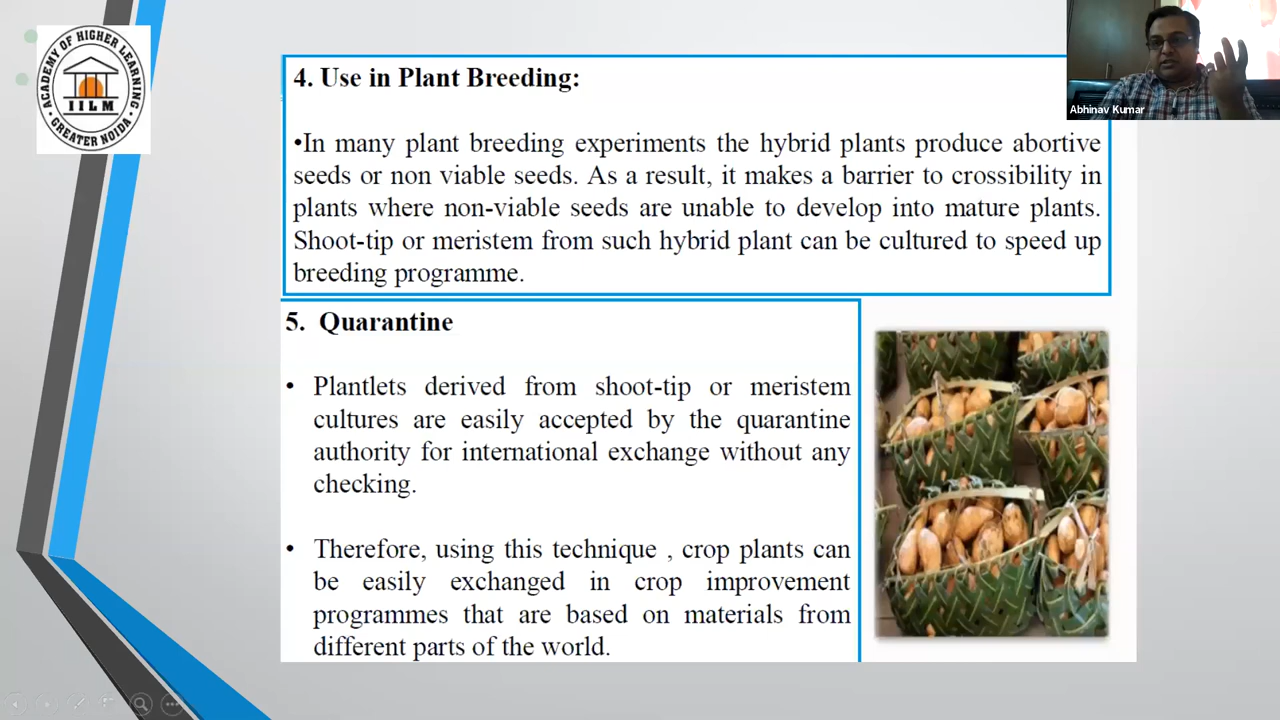 ACADEMY OF HIGHER LEARNING
IILM
GREATER NOIDA
Abhinav Kumar
4. Use in Plant Breeding:
•In many plant breeding experiments the hybrid plants produce abortive
seeds or non viable seeds. As a result, it makes a barrier to crossibility in
plants where non-viable seeds are unable to develop into mature plants.
Shoot-tip or meristem from such hybrid plant can be cultured to speed up
breeding programme.
5. Quarantine
• Plantlets derived from shoot-tip or meristem
cultures are easily accepted by the quarantine
authority for international exchange without any
checking.
• Therefore, using this technique , crop plants can
be easily exchanged in crop improvement
programmes that are based on materials from
different parts of the world.